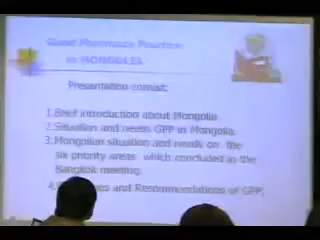 Good Pharmacy Practice
in MONGOLIA
Presentation consist:
1.Brief introduction about Mongolia
2.Situation and needs GPP in Mongolia.
3.Mongolian situation and needs on the
six priority areas which concluded in the
Bangkok meeting.
4. and Recommendations of GPP.